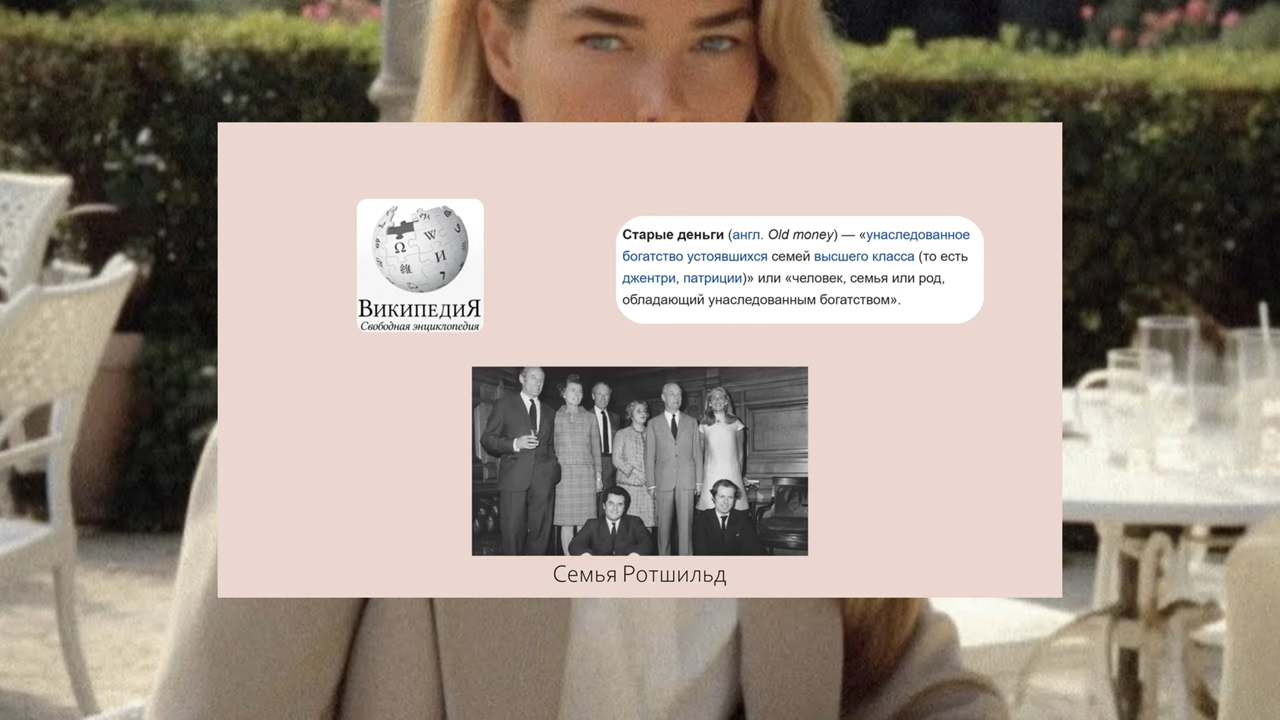 ВИКИПЕДИЯ
Свободная энциклопедия
Старые деньги (англ. Old money) — «унаследованное
богатство устоявшихся семей высшего класса (то есть
джентри, патриции)» или «человек, семья или род,
обладающий унаследованным богатством».
Семья Ротшильд